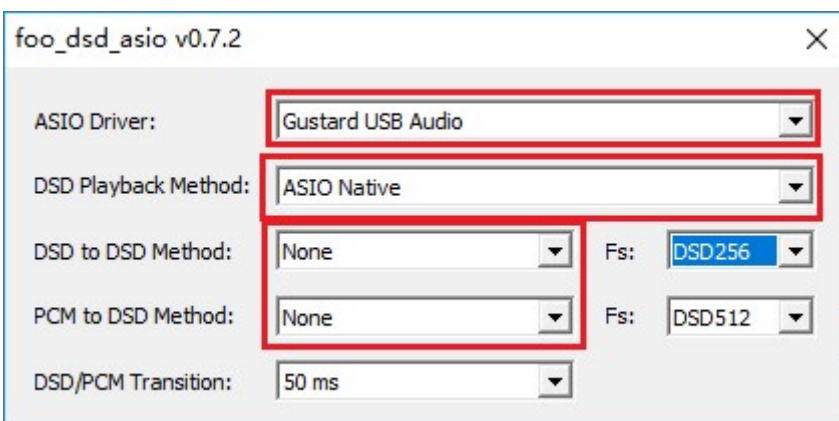 foo_dsd_asio v0.7.2
ASIO Driver: Gustard USB Audio
DSD Playback Method: ASIO Native
DSD to DSD Method: None Fs: DSD256
PCM to DSD Method: None Fs: DSD512
DSD/PCM Transition: 50 ms